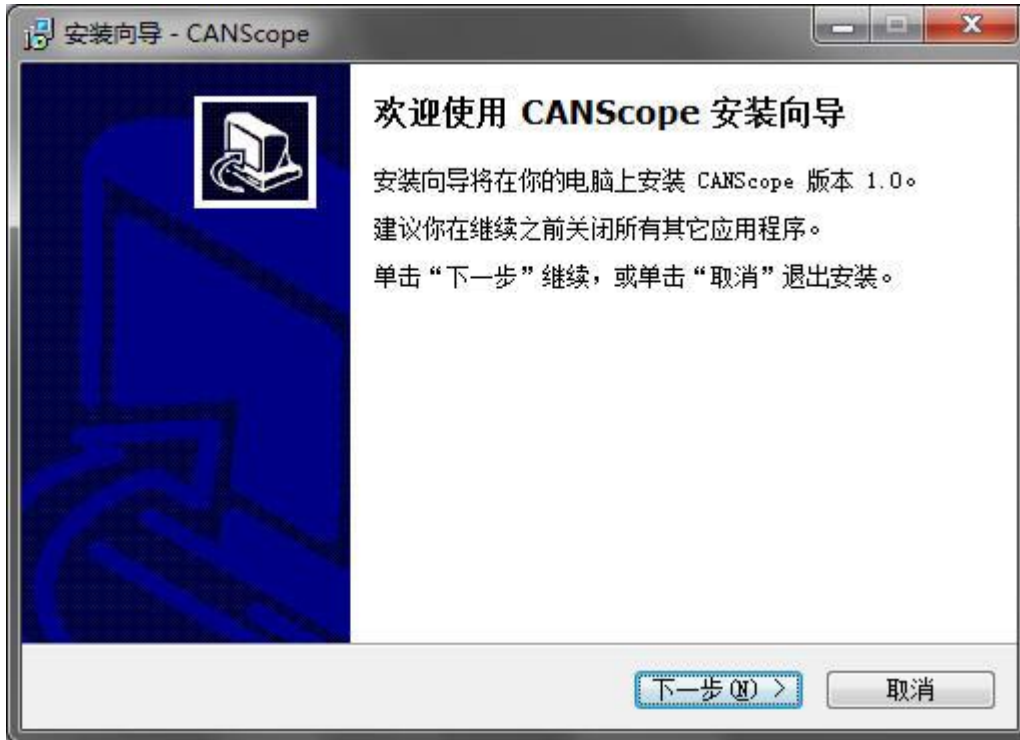 安装向导 - CANScope
欢迎使用 CANScope 安装向导
安装向导将在你的电脑上安装 CANScope 版本 1.0。
建议你在继续之前关闭所有其它应用程序。
单击“下一步”继续，或单击“取消”退出安装。
下一步(N) >
取消